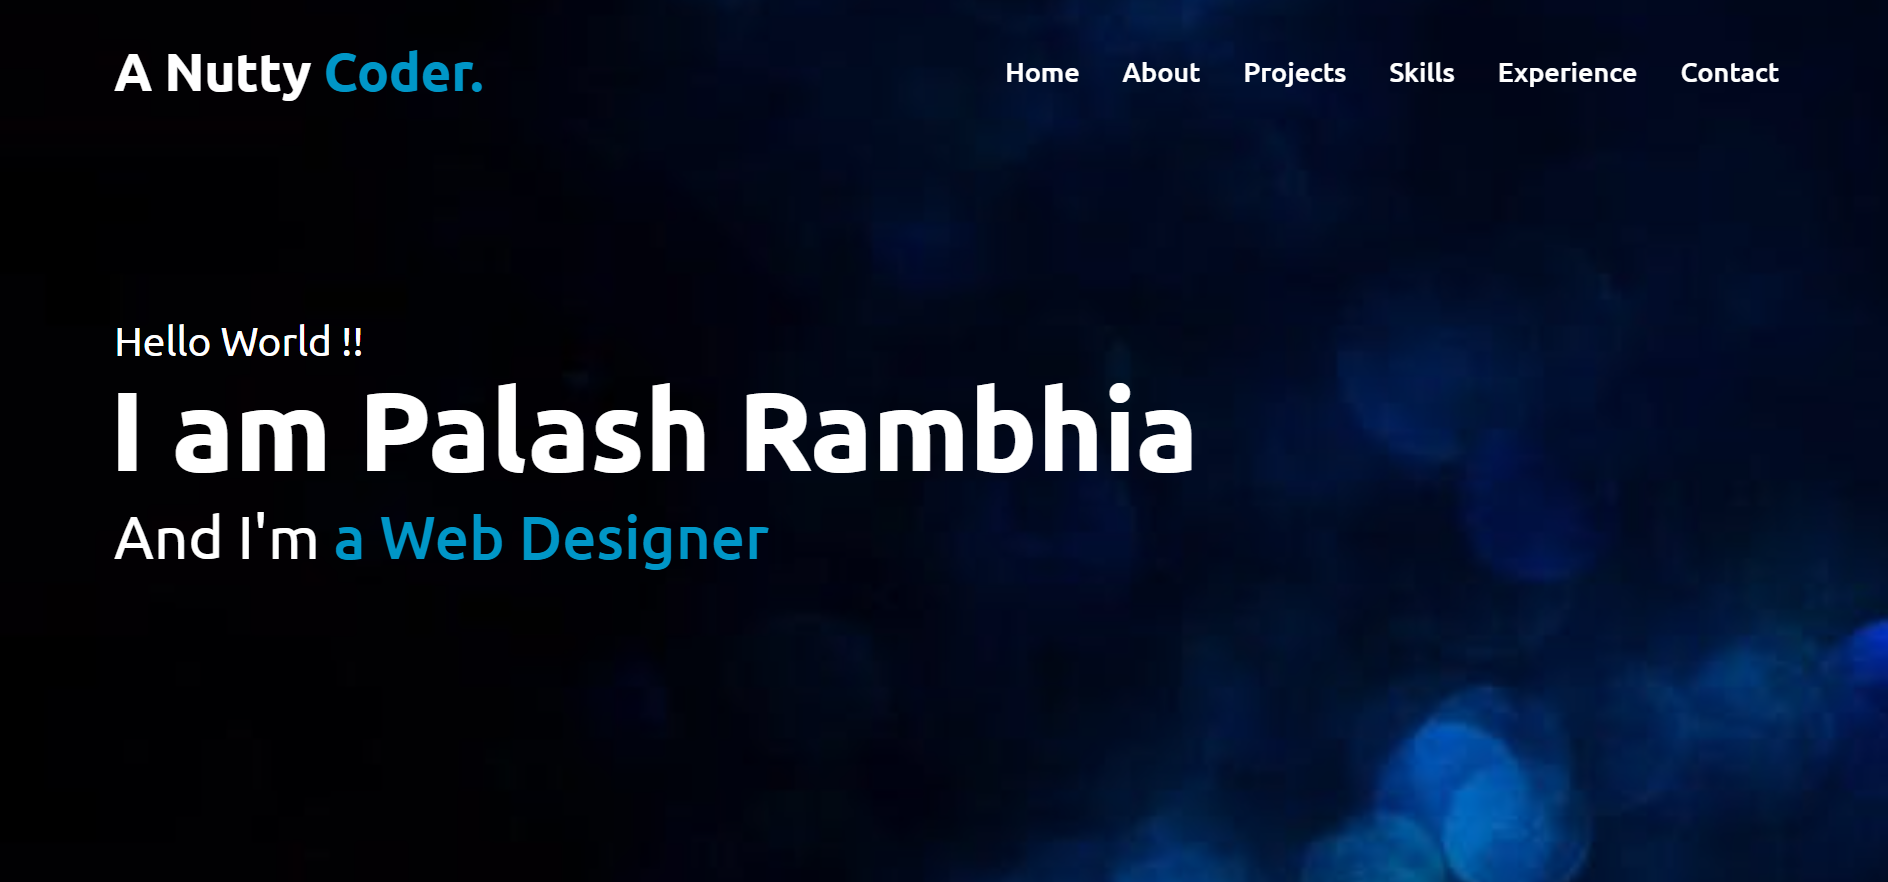 A Nutty Coder.
Home About Projects Skills Experience Contact
Hello World !!
I am Palash Rambhia
And I'm a Web Designer